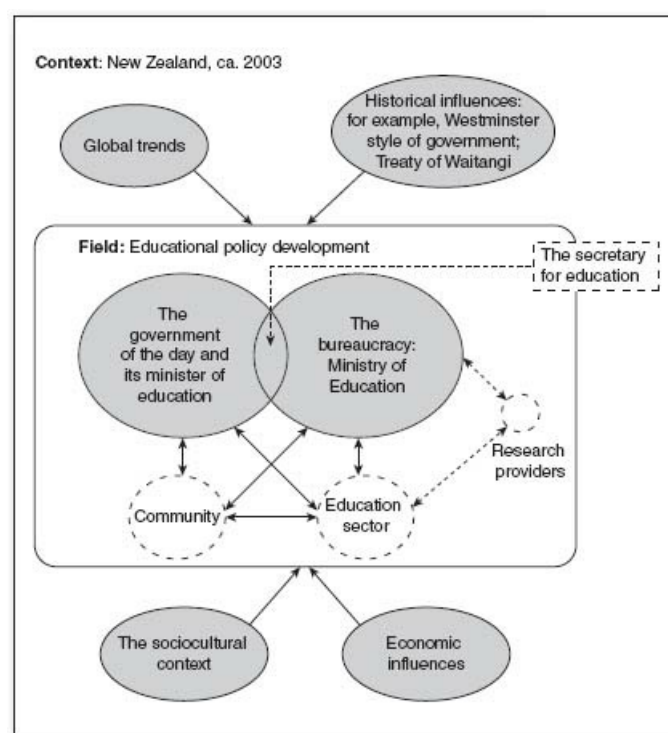 Context: New Zealand, ca. 2003
Global trends
Historical influences:
for example, Westminster
style of government;
Treaty of Waitangi
Field: Educational policy development
The secretary
for education
The
government
of the day and
its minister of
education
The
bureaucracy:
Ministry of
Education
Research
providers
Community
Education
sector
The sociocultural
context
Economic
influences